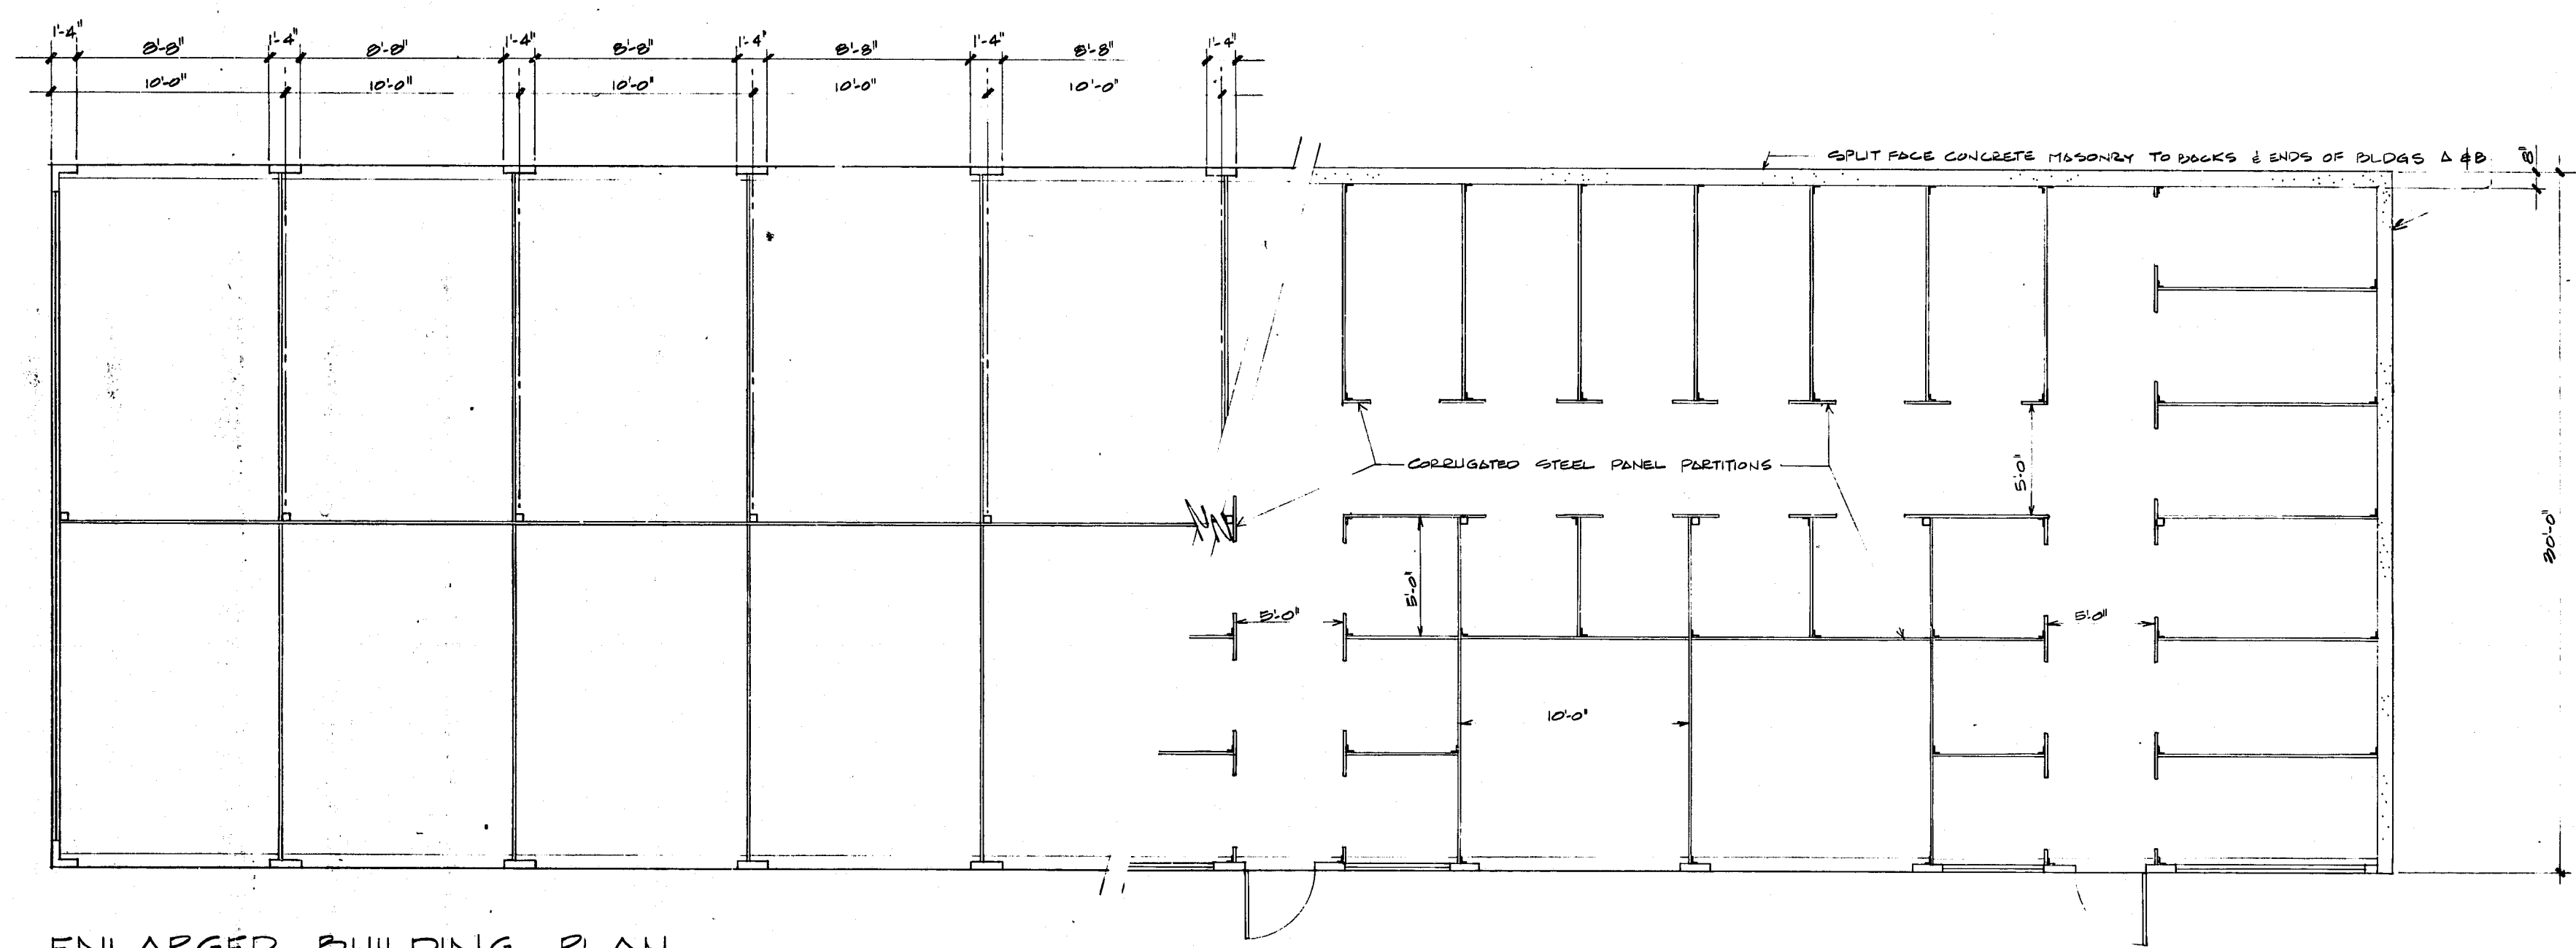 1'-4" 8'-8" 1'-4" 8'-8" 1'-4" 8'-8" 1'-4" 8'-8" 1'-4" 8'-8" 1'-4"
10'-0" 10'-0" 10'-0" 10'-0" 10'-0"
SPLIT FACE CONCRETE MASONRY TO BACKS & ENDS OF BLDGS A & B
8"
CORRUGATED STEEL PANEL PARTITIONS
5'-0"
30'-0"
5'-0"
5'-0"
5'-0"
10'-0"
ENLARGED BUILDING PLAN